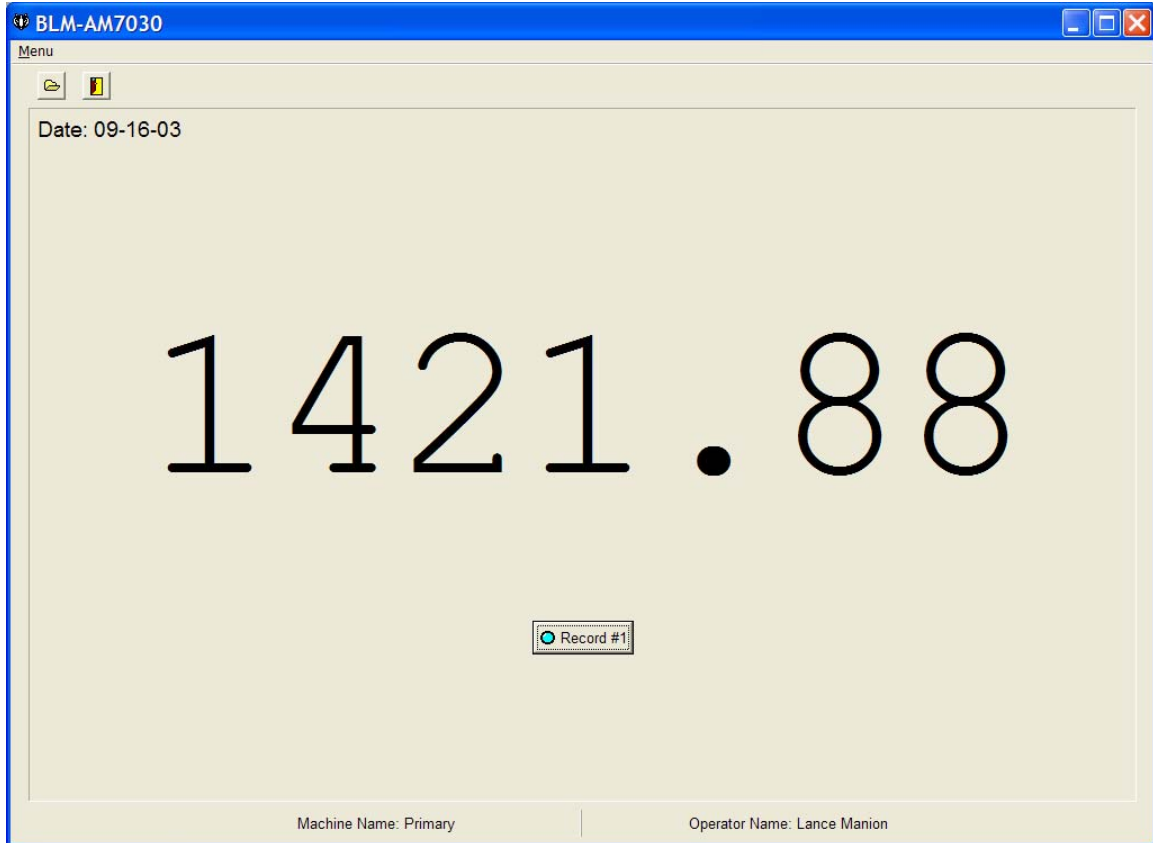 BLM-AM7030
Menu
Date: 09-16-03
1421.88
Record #1
Machine Name: Primary
Operator Name: Lance Manion